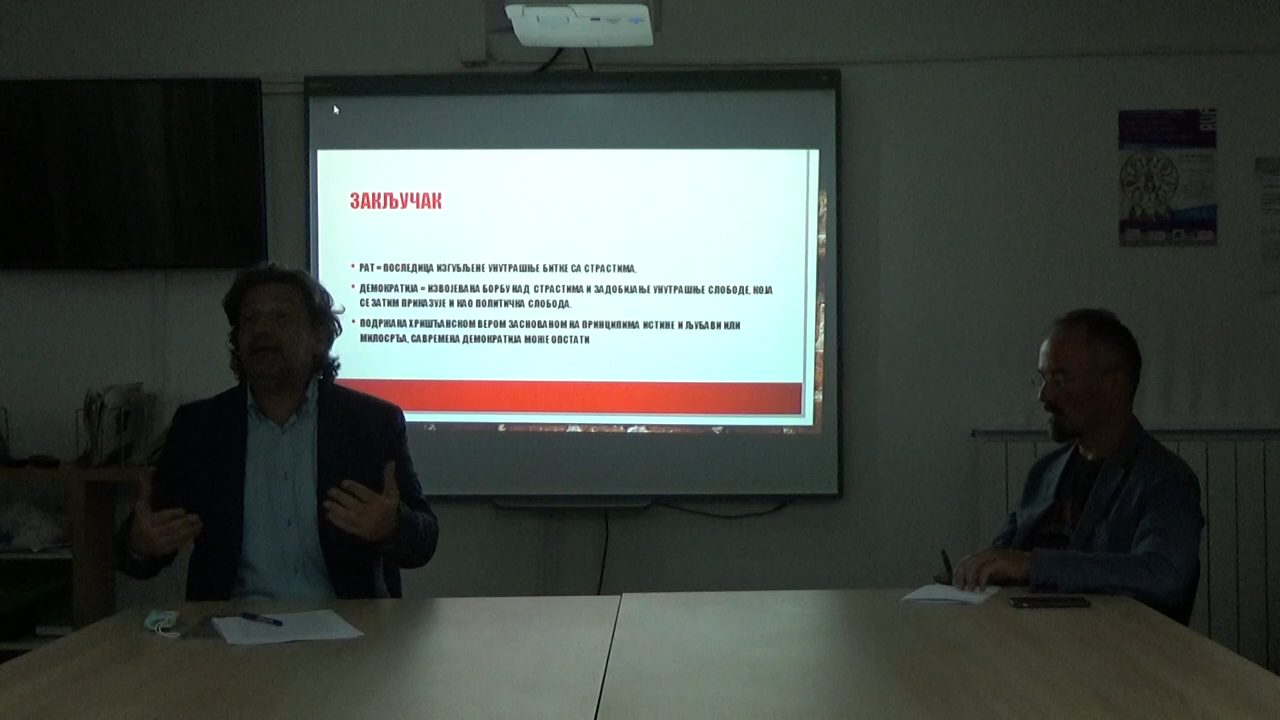 ЗАКЉУЧАК
• РАТ = ПОСЛЕДИЦА ИЗГУБЉЕНЕ УНУТРАШЊЕ БИТКЕ СА СТРАСТИМА.
• ДЕМОКРАТИЈА = ИЗВОЈЕВАНА БОРБУ НАД СТРАСТИМА И ЗАДОБИЈАЊЕ УНУТРАШЊЕ СЛОБОДЕ, КОЈА
СЕ ЗАТИМ ПРИКАЗУЈЕ И КАО ПОЛИТИЧКА СЛОБОДА.
• ПОДРЖАНА ХРИШЋАНСКОМ ВЕРОМ ЗАСНОВАНОМ НА ПРИНЦИПИМА ИСТИНЕ И ЉУБАВИ ИЛИ
МИЛОСРЂА, САВРЕМЕНА ДЕМОКРАТИЈА МОЖЕ ОПСТАТИ